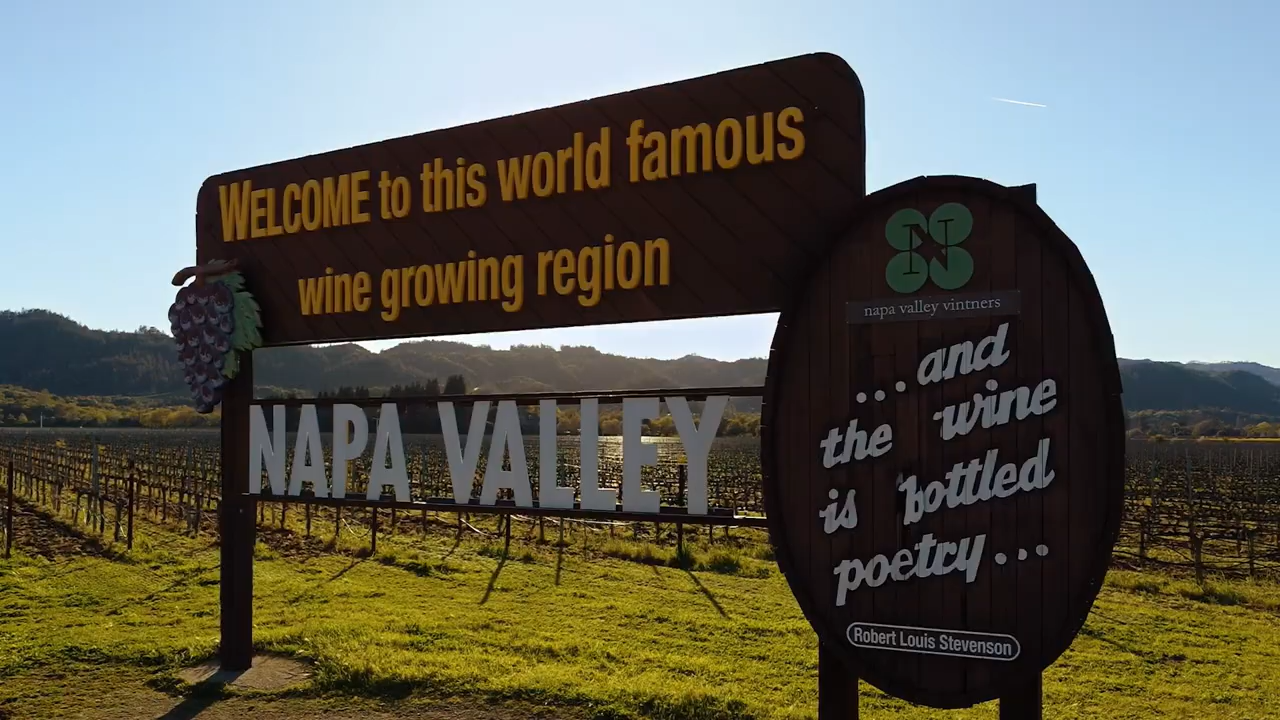 WELCOME to this world famous
wine growing region
NAPA VALLEY
N
napa valley vintners
...and
the wine
is bottled
poetry...
Robert Louis Stevenson